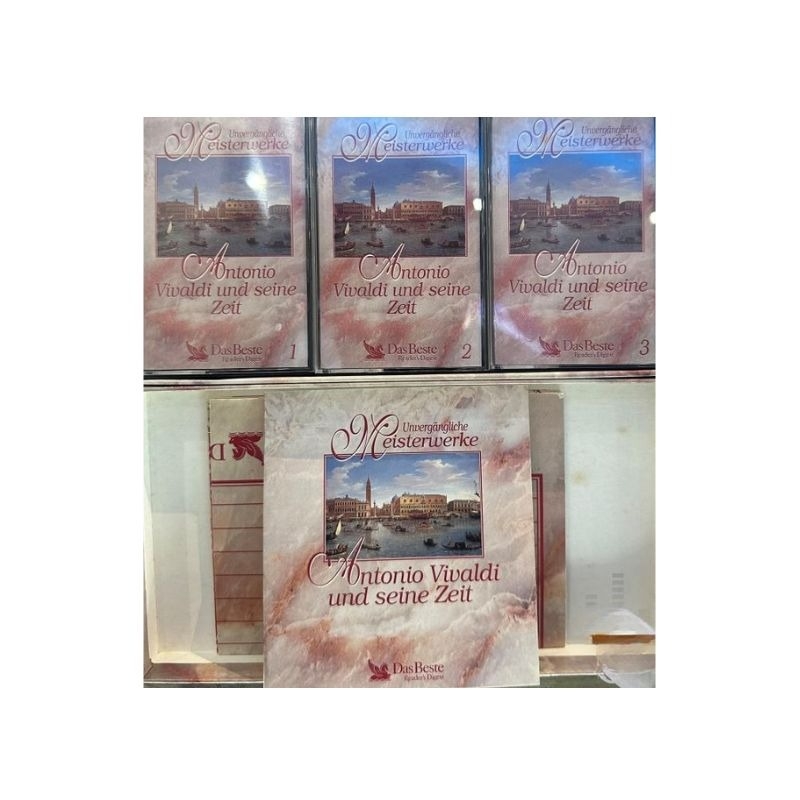 Unvergängliche
Meisterwerke
Antonio
Vivaldi und seine
Zeit
Das Beste
Reader's Digest
1
Unvergängliche
Meisterwerke
Antonio
Vivaldi und seine
Zeit
Das Beste
Reader's Digest
2
Unvergängliche
Meisterwerke
Antonio
Vivaldi und seine
Zeit
Das Beste
Reader's Digest
3
D
Unvergängliche
Meisterwerke
Antonio Vivaldi
und seine Zeit
Das Beste
Reader's Digest